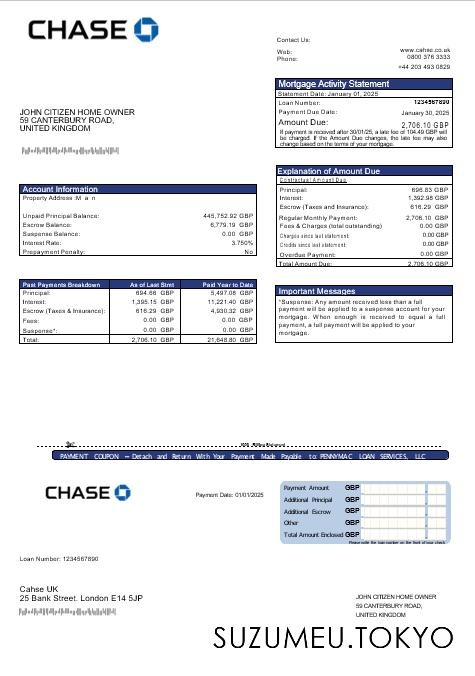 CHASE
Contact Us:
Web: www.cahse.co.uk
Phone: 0800 376 3333
+44 203 493 0829
Mortgage Activity Statement
Statement Date: January 01, 2025
Loan Number: 1234567890
Payment Due Date: January 30, 2025
Amount Due: 2,706.10 GBP
If payment is received after 30/01/25, a late fee of 104.49 GBP will
be charged. If the Amount Due changes, the late fee may also
change based on the terms of your mortgage.
JOHN CITIZEN HOME OWNER
59 CANTERBURY ROAD,
UNITED KINGDOM
Explanation of Amount Due
Contractual Amount Due
Principal: 696.83 GBP
Interest: 1,392.98 GBP
Escrow (Taxes and Insurance): 616.29 GBP
Regular Monthly Payment: 2,706.10 GBP
Fees & Charges (total outstanding) 0.00 GBP
Charges since last statement: 0.00 GBP
Credits since last statement: 0.00 GBP
Overdue Payment: 0.00 GBP
Total Amount Due: 2,706.10 GBP
Account Information
Property Address :M a n
Unpaid Principal Balance: 445,752.92 GBP
Escrow Balance: 6,779.19 GBP
Suspense Balance: 0.00 GBP
Interest Rate: 3.750%
Prepayment Penalty: No
Past Payments Breakdown As of Last Stmt Paid Year to Date
Principal: 694.66 GBP 5,497.08 GBP
Interest: 1,395.15 GBP 11,221.40 GBP
Escrow (Taxes & Insurance): 616.29 GBP 4,930.32 GBP
Fees: 0.00 GBP 0.00 GBP
Suspense*: 0.00 GBP 0.00 GBP
Total: 2,706.10 GBP 21,648.80 GBP
Important Messages
*Suspense: Any amount received less than a full
payment will be applied to a suspense account for your
mortgage. When enough is received to equal a full
payment, a full payment will be applied to your
mortgage.
PAYMENT COUPON – Detach and Return With Your Payment Made Payable to: PENNYMAC LOAN SERVICES, LLC
CHASE
Payment Date: 01/01/2025
Payment Amount GBP
Additional Principal GBP
Additional Escrow GBP
Other GBP
Total Amount Enclosed GBP
Please write the loan number on the front of your check
Loan Number: 1234567890
Cahse UK
25 Bank Street. London E14 5JP
JOHN CITIZEN HOME OWNER
59 CANTERBURY ROAD,
UNITED KINGDOM
SUZUMEU.TOKYO